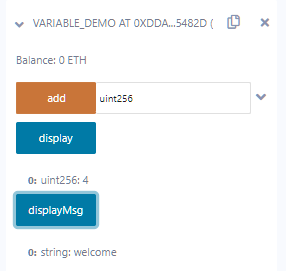 VARIABLE_DEMO AT 0XDDA...5482D (
Balance: 0 ETH
add uint256
display
0: uint256: 4
displayMsg
0: string: welcome